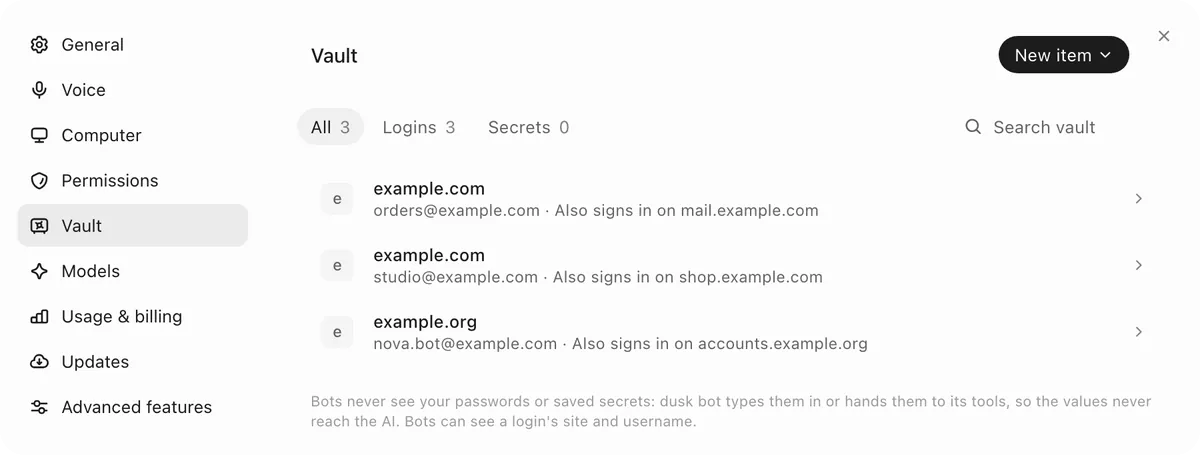 General
Voice
Computer
Permissions
Vault
Models
Usage & billing
Updates
Advanced features
Vault
New item
All 3
Logins 3
Secrets 0
Search vault
e
example.com
orders@example.com · Also signs in on mail.example.com
e
example.com
studio@example.com · Also signs in on shop.example.com
e
example.org
nova.bot@example.com · Also signs in on accounts.example.org
Bots never see your passwords or saved secrets: dusk bot types them in or hands them to its tools, so the values never
reach the AI. Bots can see a login's site and username.